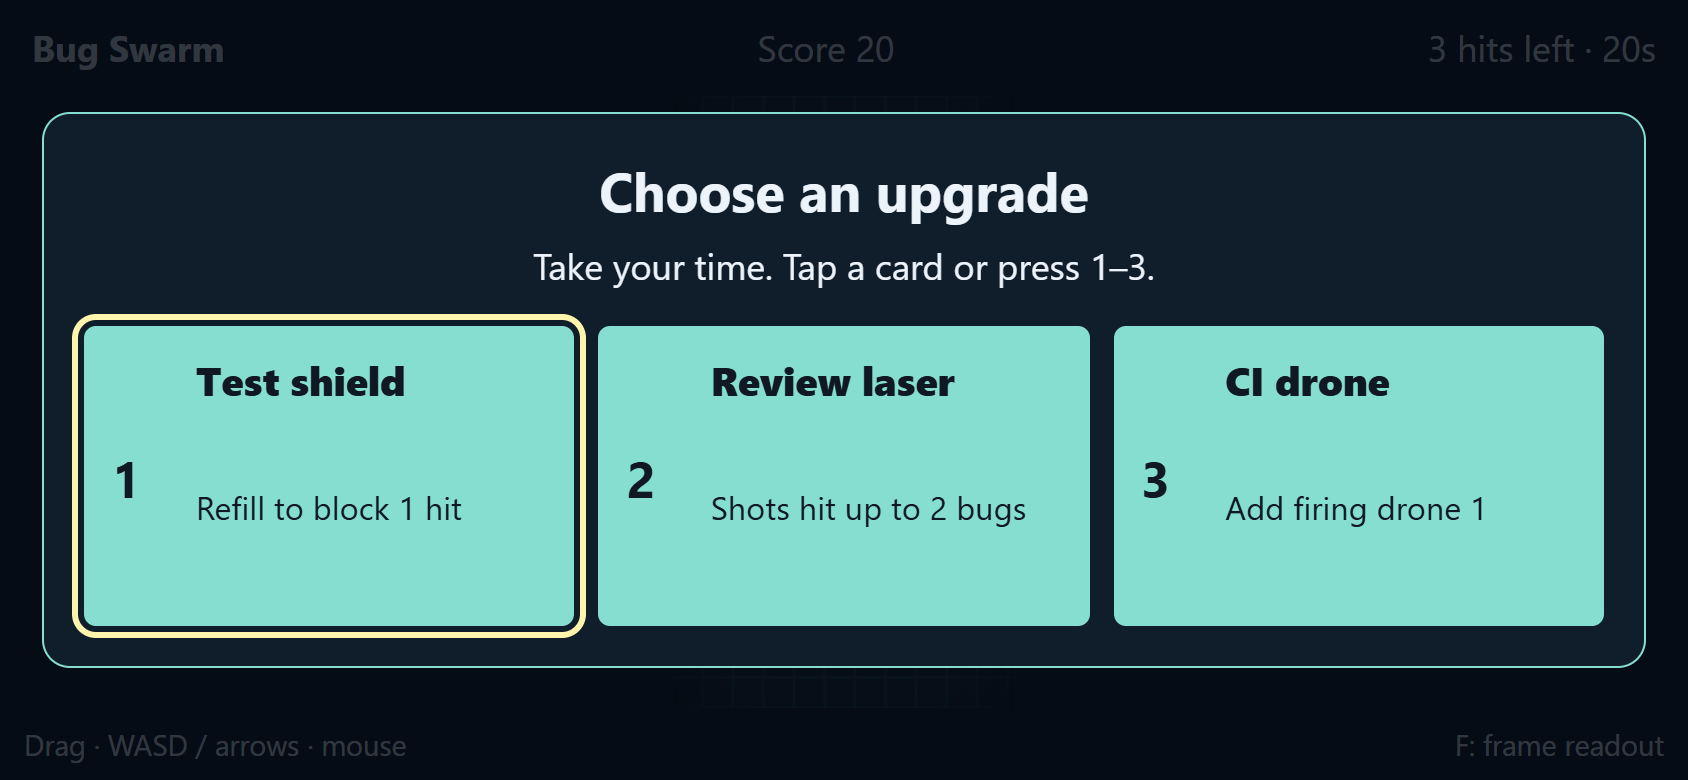 Bug Swarm
Score 20
3 hits left · 20s
Choose an upgrade
Take your time. Tap a card or press 1–3.
1
Test shield
Refill to block 1 hit
2
Review laser
Shots hit up to 2 bugs
3
CI drone
Add firing drone 1
Drag · WASD / arrows · mouse
F: frame readout